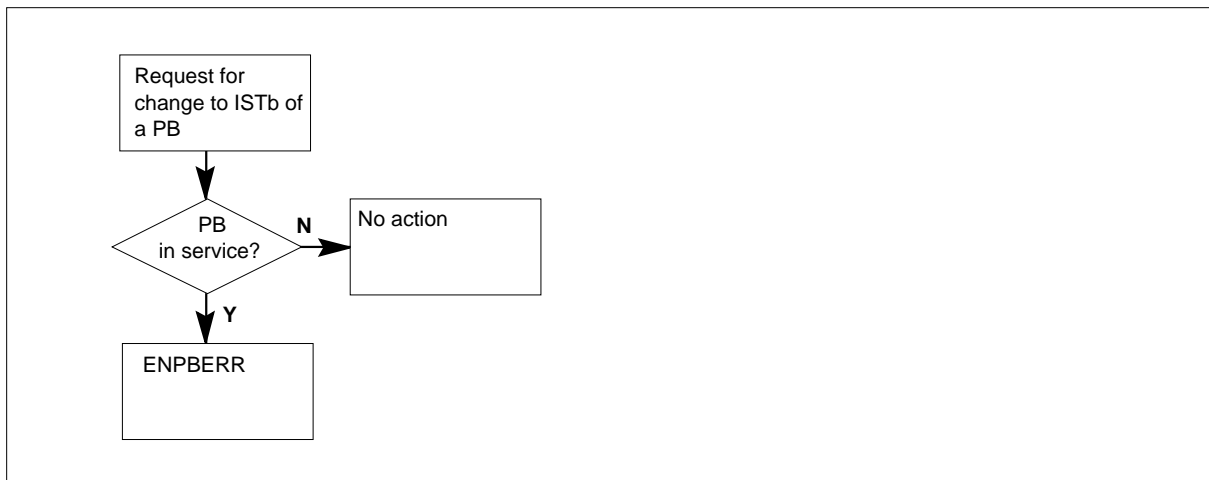 Request for
change to ISTb of
a PB
PB
in service?
N
No action
Y
ENPBERR